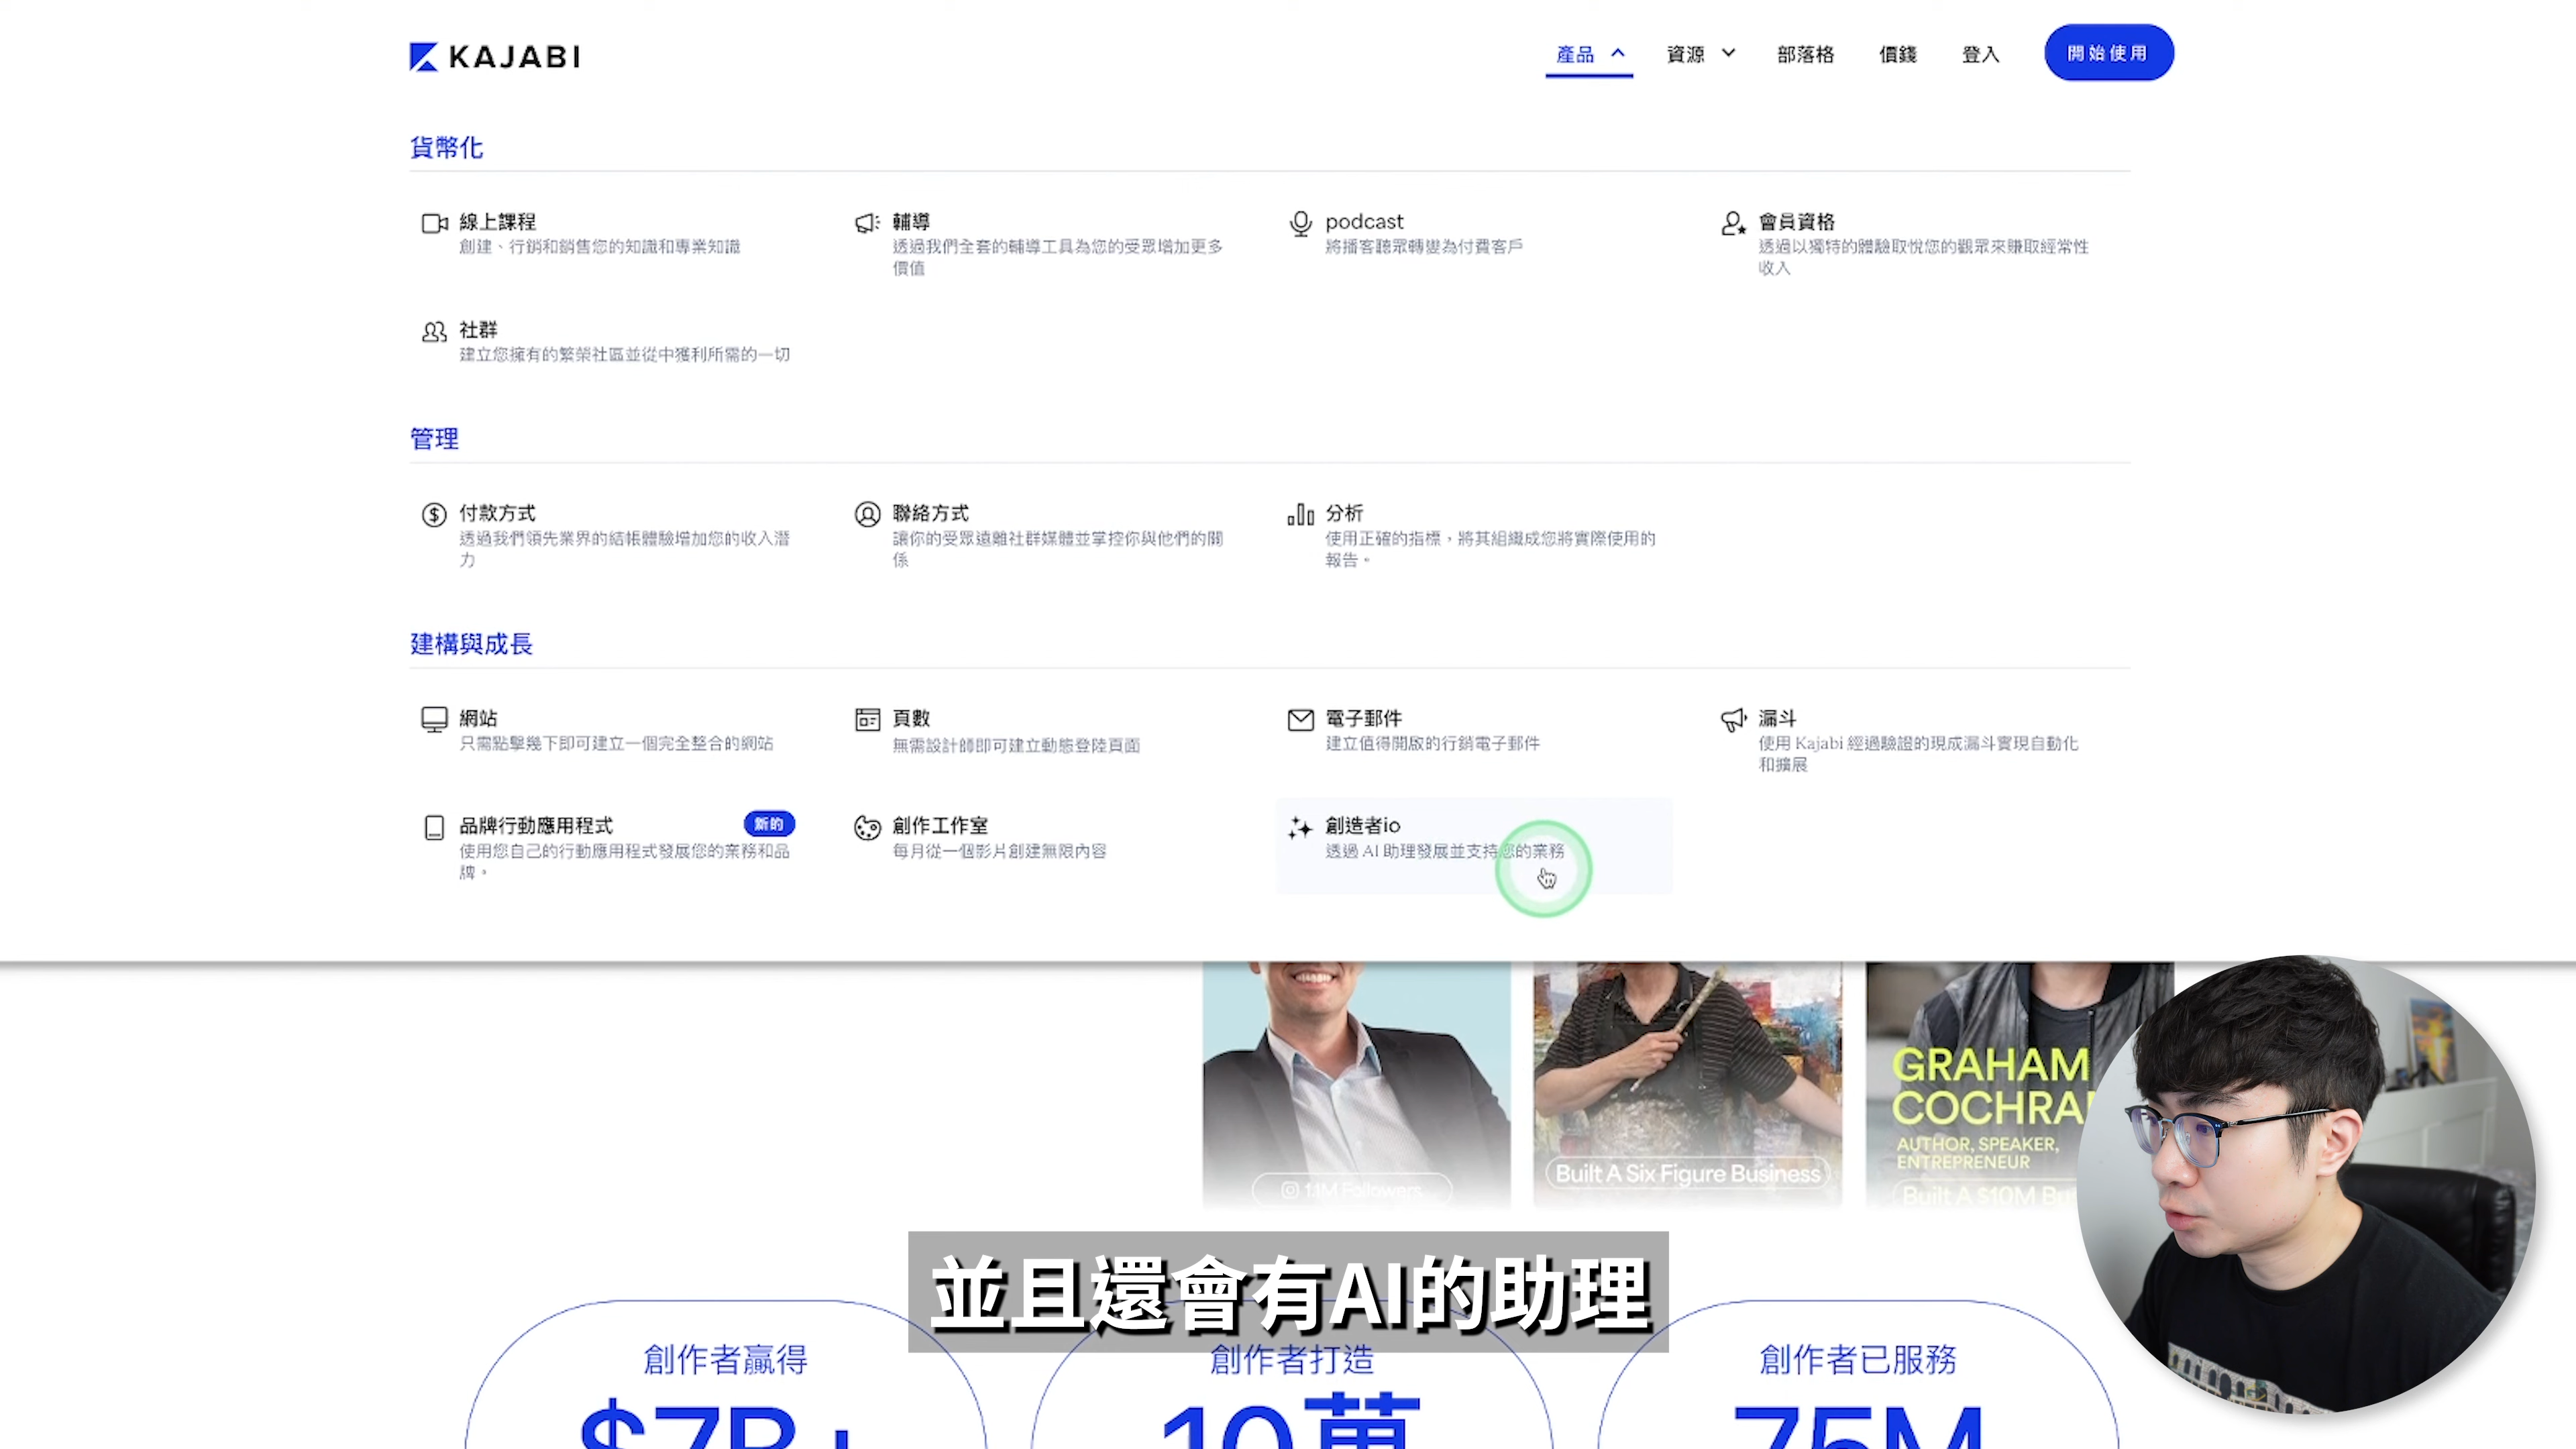 KAJABI
產品
資源
部落格
價錢
登入
開始使用
貨幣化
線上課程
創建、行銷和銷售您的知識和專業知識
輔導
透過我們全套的輔導工具為您的受眾增加更多
價值
podcast
將播客聽眾轉變為付費客戶
會員資格
透過以獨特的體驗取悅您的觀眾來賺取經常性
收入
社群
建立您擁有的繁榮社區並從中獲利所需的一切
管理
付款方式
透過我們領先業界的結帳體驗增加您的收入潛
力
聯絡方式
讓你的受眾遠離社群媒體並掌控你與他們的關
係
分析
使用正確的指標,將其組織成您將實際使用的
報告。
建構與成長
網站
只需點擊幾下即可建立一個完全整合的網站
頁數
無需設計師即可建立動態登陸頁面
電子郵件
建立值得開啟的行銷電子郵件
漏斗
使用 Kajabi 經過驗證的現成漏斗實現自動化
和擴展
品牌行動應用程式
新的
使用您自己的行動應用程式發展您的業務和品
牌。
創作工作室
每月從一個影片創建無限內容
創造者io
透過 AI 助理發展並支持您的業務
1.1M Followers
Built A Six Figure Business
GRAHAM
COCHRA
AUTHOR, SPEAKER,
ENTREPRENEUR
Built A $10M Bu
並且還會有AI的助理
創作者贏得
$7B+
創作者打造
10萬
創作者已服務
75M